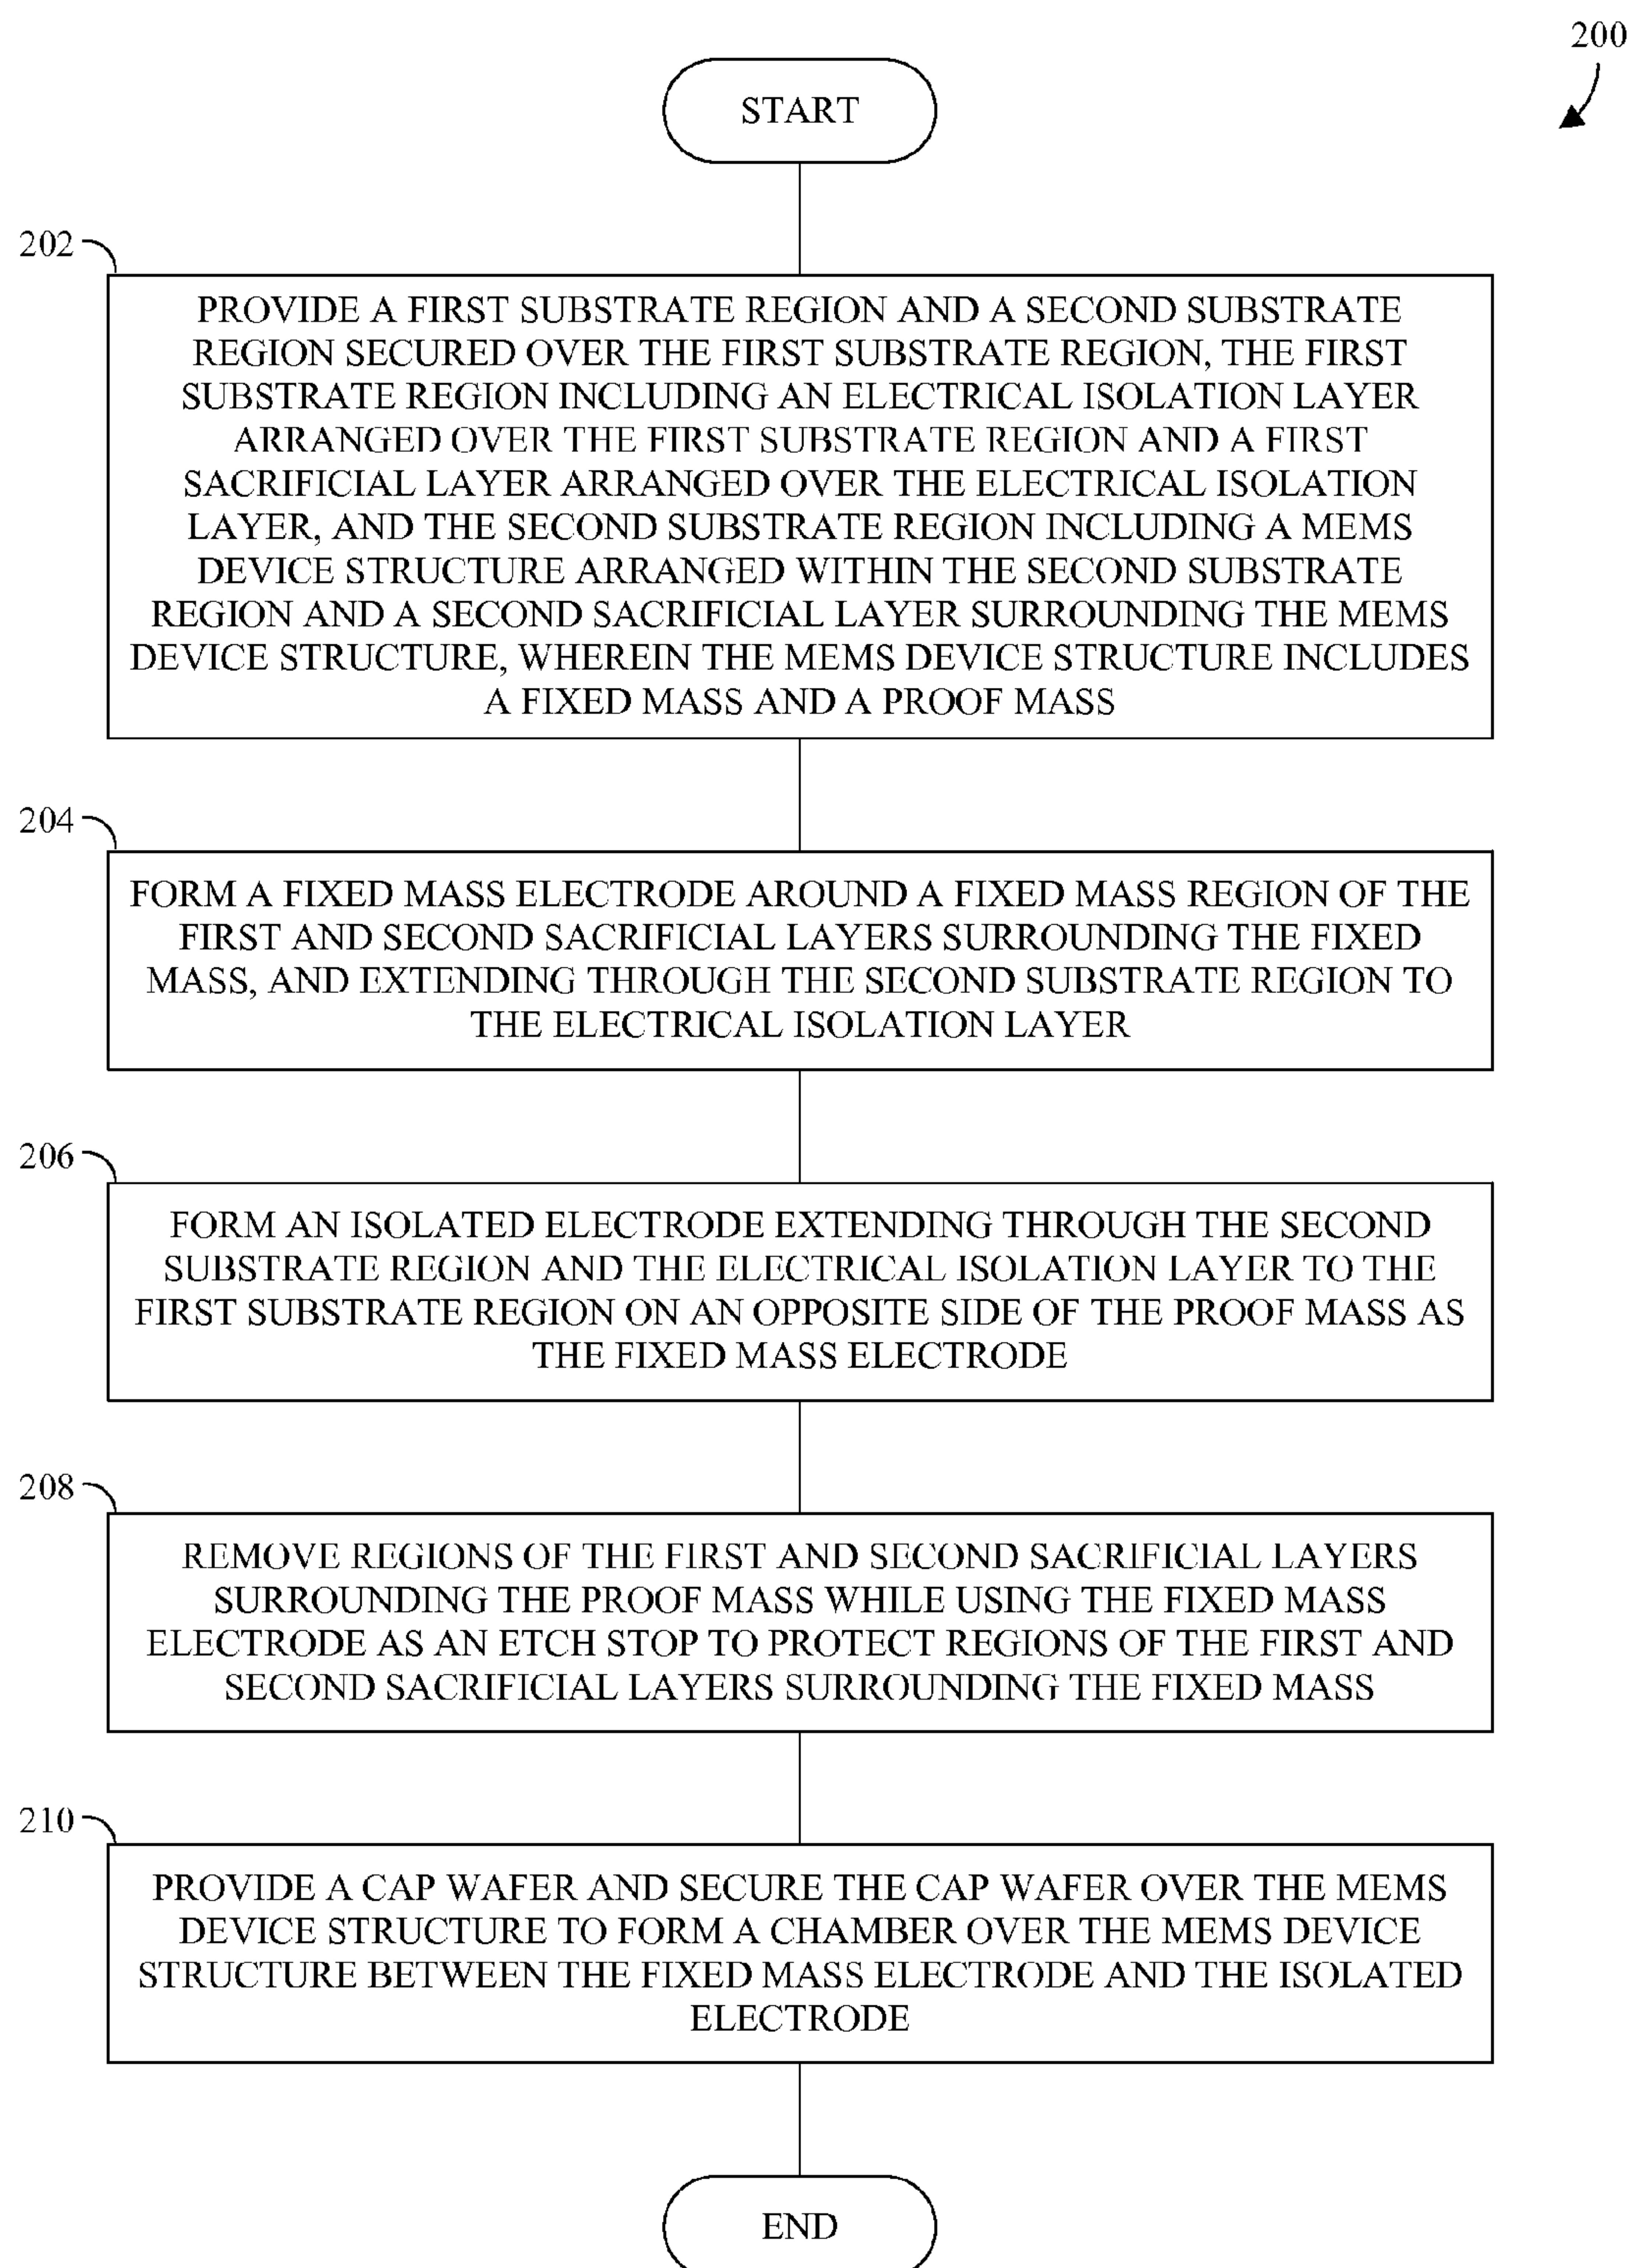 200
START
202
PROVIDE A FIRST SUBSTRATE REGION AND A SECOND SUBSTRATE
REGION SECURED OVER THE FIRST SUBSTRATE REGION, THE FIRST
SUBSTRATE REGION INCLUDING AN ELECTRICAL ISOLATION LAYER
ARRANGED OVER THE FIRST SUBSTRATE REGION AND A FIRST
SACRIFICIAL LAYER ARRANGED OVER THE ELECTRICAL ISOLATION
LAYER, AND THE SECOND SUBSTRATE REGION INCLUDING A MEMS
DEVICE STRUCTURE ARRANGED WITHIN THE SECOND SUBSTRATE
REGION AND A SECOND SACRIFICIAL LAYER SURROUNDING THE MEMS
DEVICE STRUCTURE, WHEREIN THE MEMS DEVICE STRUCTURE INCLUDES
A FIXED MASS AND A PROOF MASS
204
FORM A FIXED MASS ELECTRODE AROUND A FIXED MASS REGION OF THE
FIRST AND SECOND SACRIFICIAL LAYERS SURROUNDING THE FIXED
MASS, AND EXTENDING THROUGH THE SECOND SUBSTRATE REGION TO
THE ELECTRICAL ISOLATION LAYER
206
FORM AN ISOLATED ELECTRODE EXTENDING THROUGH THE SECOND
SUBSTRATE REGION AND THE ELECTRICAL ISOLATION LAYER TO THE
FIRST SUBSTRATE REGION ON AN OPPOSITE SIDE OF THE PROOF MASS AS
THE FIXED MASS ELECTRODE
208
REMOVE REGIONS OF THE FIRST AND SECOND SACRIFICIAL LAYERS
SURROUNDING THE PROOF MASS WHILE USING THE FIXED MASS
ELECTRODE AS AN ETCH STOP TO PROTECT REGIONS OF THE FIRST AND
SECOND SACRIFICIAL LAYERS SURROUNDING THE FIXED MASS
210
PROVIDE A CAP WAFER AND SECURE THE CAP WAFER OVER THE MEMS
DEVICE STRUCTURE TO FORM A CHAMBER OVER THE MEMS DEVICE
STRUCTURE BETWEEN THE FIXED MASS ELECTRODE AND THE ISOLATED
ELECTRODE
END